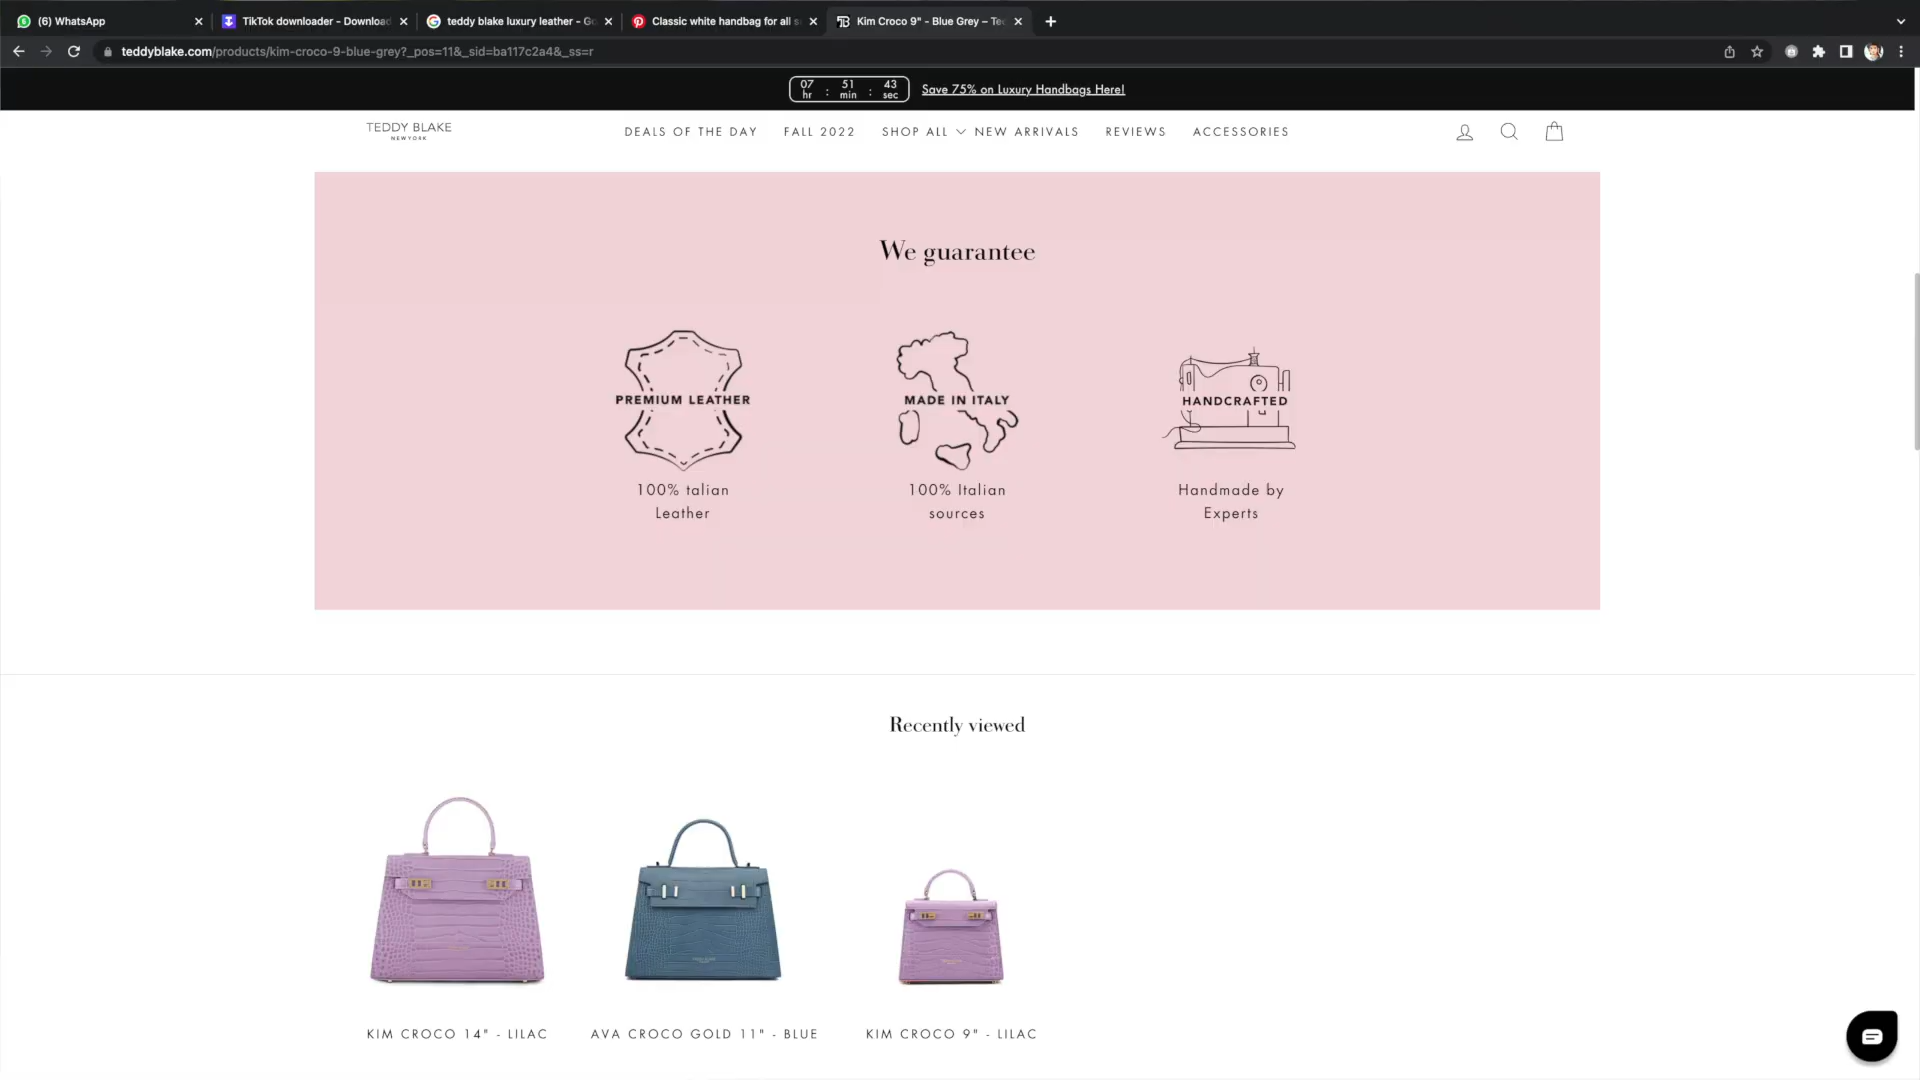 (6) WhatsApp
TikTok downloader - Download
teddy blake luxury leather - Go
Classic white handbag for all s
Kim Croco 9" - Blue Grey – Te
teddyblake.com/products/kim-croco-9-blue-grey?_pos=11&_sid=ba117c2a4&_ss=r
07 : 51 : 43
hr min sec
Save 75% on Luxury Handbags Here!
TEDDY BLAKE
NEW YORK
DEALS OF THE DAY FALL 2022 SHOP ALL NEW ARRIVALS REVIEWS ACCESSORIES
We guarantee
PREMIUM LEATHER
MADE IN ITALY
HANDCRAFTED
100% talian
Leather
100% Italian
sources
Handmade by
Experts
Recently viewed
KIM CROCO 14" - LILAC
AVA CROCO GOLD 11" - BLUE
KIM CROCO 9" - LILAC